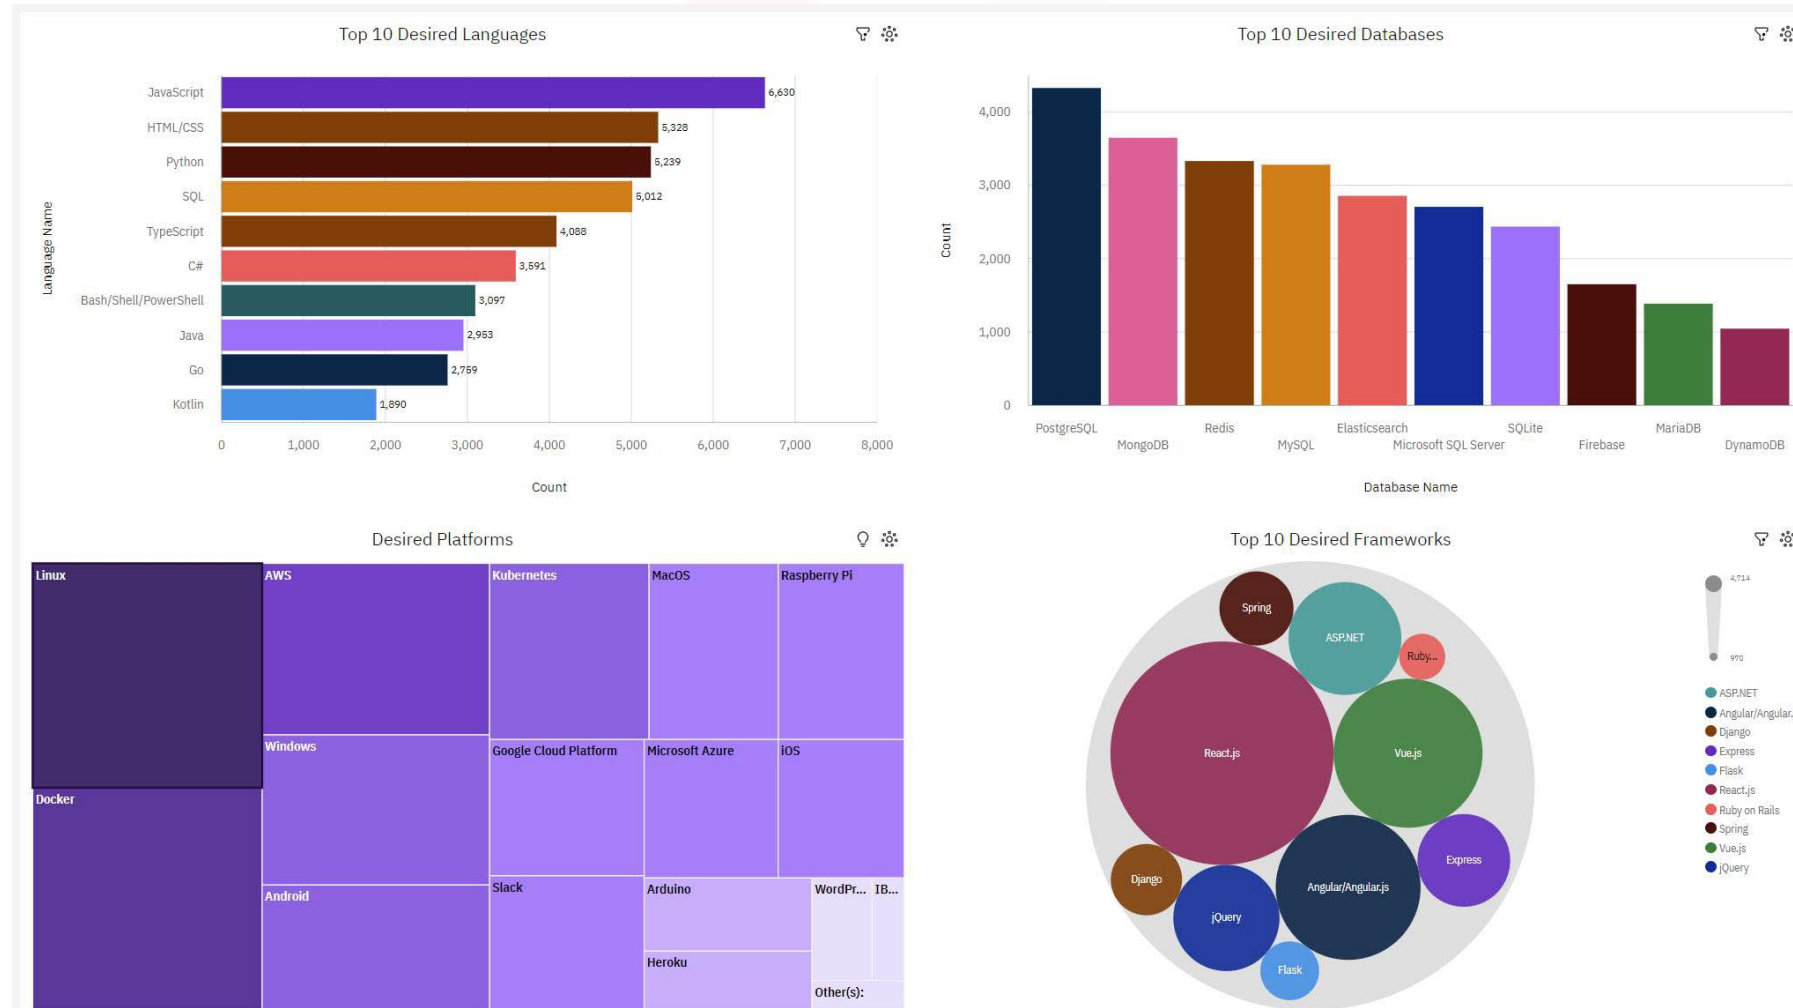 Top 10 Desired Languages
Language Name
JavaScript 6,630
HTML/CSS 5,328
Python 5,239
SQL 5,012
TypeScript 4,088
C# 3,591
Bash/Shell/PowerShell 3,097
Java 2,953
Go 2,759
Kotlin 1,890
0 1,000 2,000 3,000 4,000 5,000 6,000 7,000 8,000
Count
Top 10 Desired Databases
Count
4,000
3,000
2,000
1,000
0
PostgreSQL MongoDB Redis MySQL Elasticsearch Microsoft SQL Server SQLite Firebase MariaDB DynamoDB
Database Name
Desired Platforms
Linux AWS Kubernetes MacOS Raspberry Pi
Windows Google Cloud Platform Microsoft Azure iOS
Docker
Android Slack Arduino WordPr... IB...
Heroku
Other(s):
Top 10 Desired Frameworks
Spring
ASP.NET
Ruby...
React.js
Vue.js
Express
Django
Angular/Angular.js
jQuery
Flask
4,714
970
ASP.NET
Angular/Angular.
Django
Express
Flask
React.js
Ruby on Rails
Spring
Vue.js
jQuery